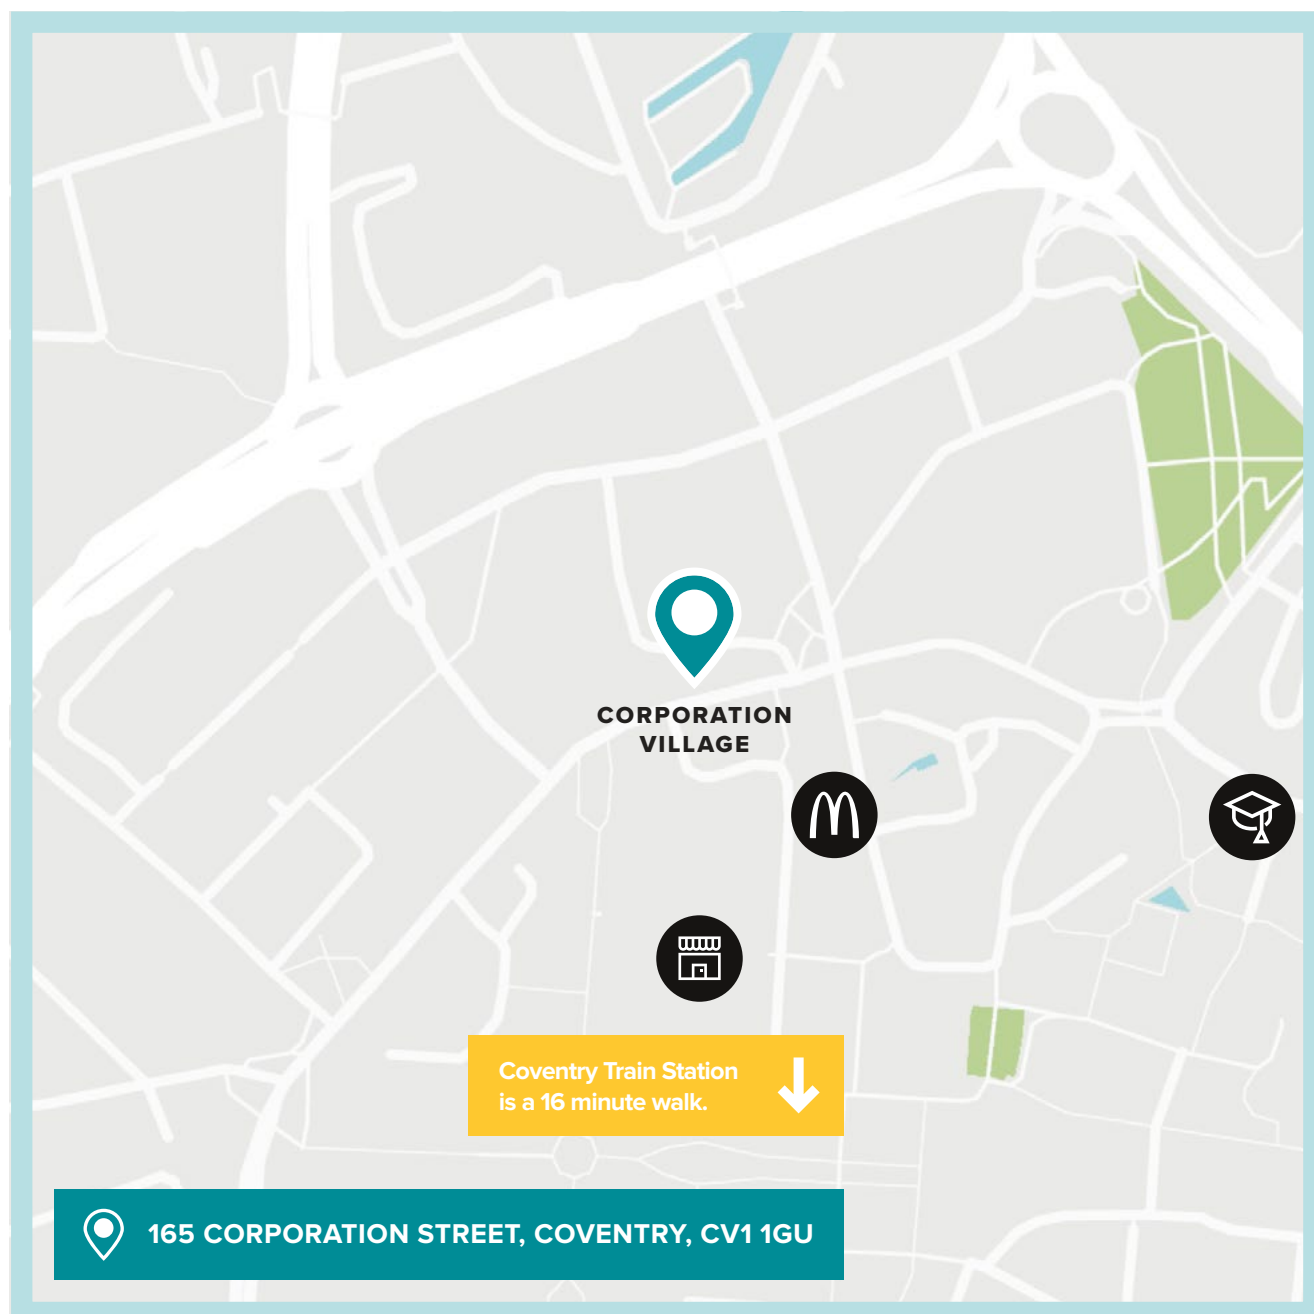 CORPORATION
VILLAGE
Coventry Train Station
is a 16 minute walk.
165 CORPORATION STREET, COVENTRY, CV1 1GU